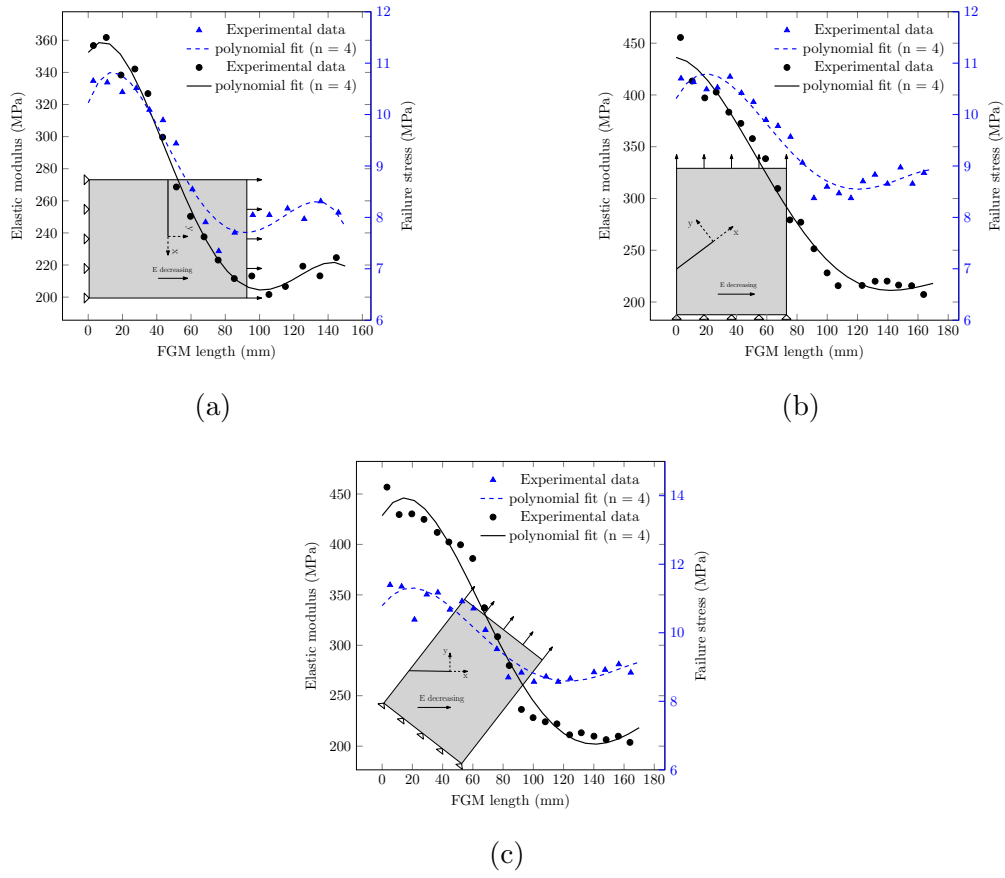 12
11
10
9
8
7
6
360
340
320
300
280
260
240
220
200
Elastic modulus (MPa)
Failure stress (MPa)
Experimental data
polynomial fit (n = 4)
Experimental data
polynomial fit (n = 4)
y
x
E decreasing
0 20 40 60 80 100 120 140 160
FGM length (mm)
(a)
12
11
10
9
8
7
6
450
400
350
300
250
200
Elastic modulus (MPa)
Failure stress (MPa)
Experimental data
polynomial fit (n = 4)
Experimental data
polynomial fit (n = 4)
y
x
E decreasing
0 20 40 60 80 100 120 140 160 180
FGM length (mm)
(b)
14
12
10
8
6
450
400
350
300
250
200
Elastic modulus (MPa)
Failure stress (MPa)
Experimental data
polynomial fit (n = 4)
Experimental data
polynomial fit (n = 4)
y
x
E decreasing
0 20 40 60 80 100 120 140 160 180
FGM length (mm)
(c)